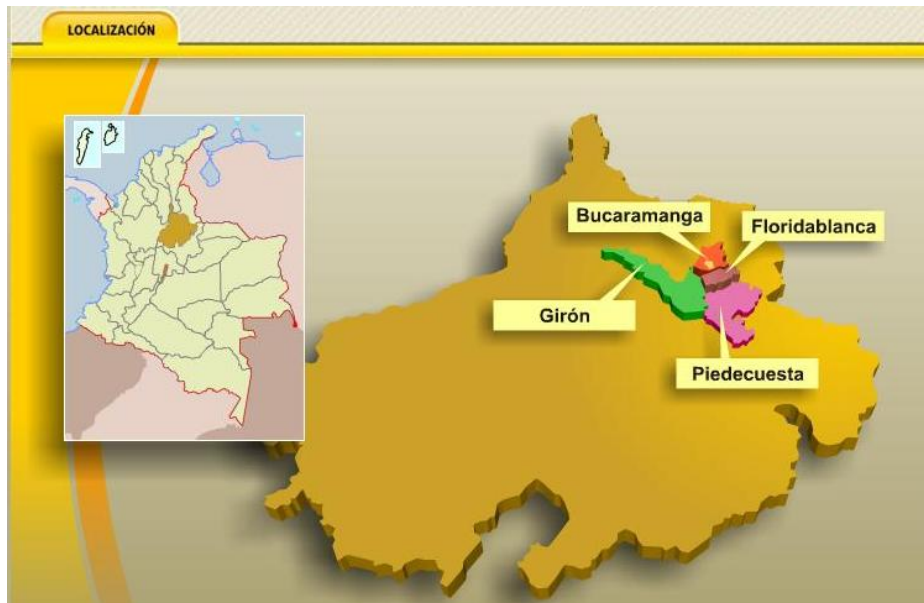 LOCALIZACIÓN
Bucaramanga
Floridablanca
Girón
Piedecuesta